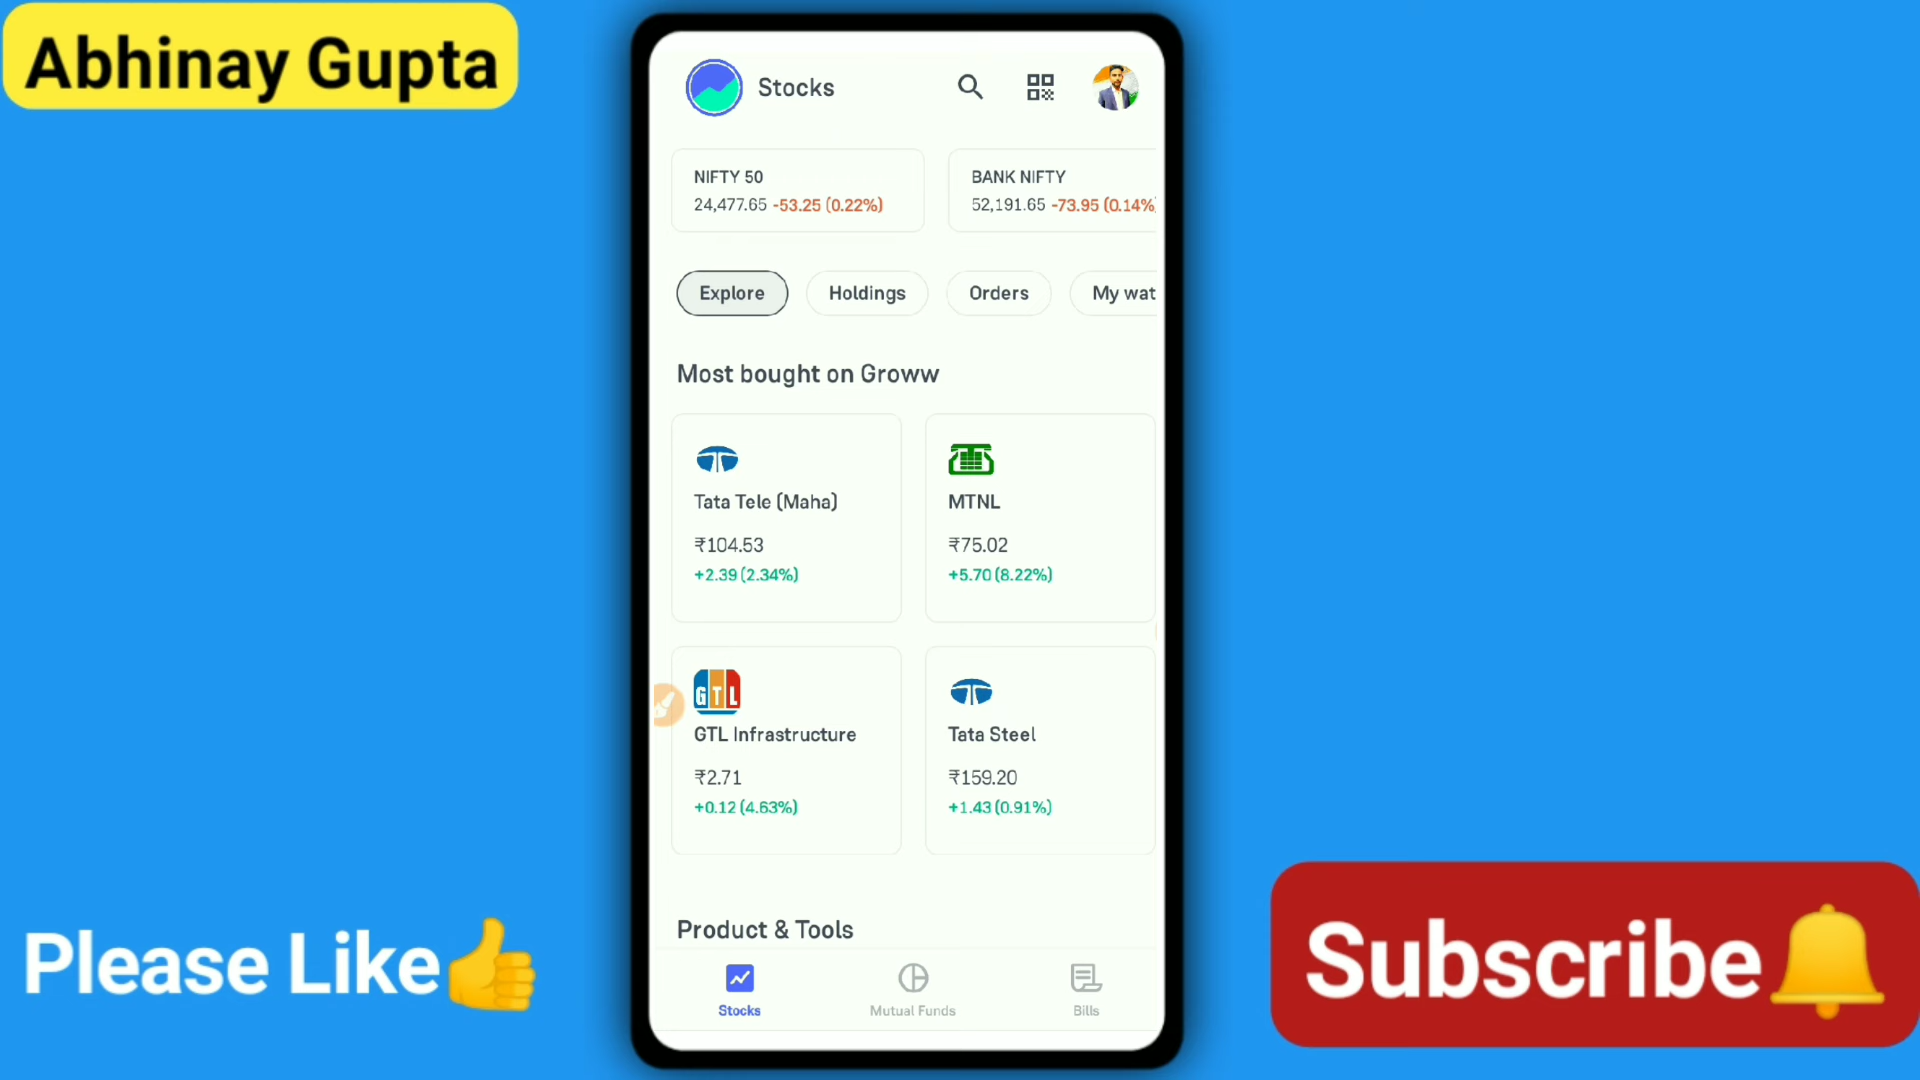 Abhinay Gupta
Stocks
NIFTY 50
24,477.65 -53.25 (0.22%)
BANK NIFTY
52,191.65 -73.95 (0.14%
Explore
Holdings
Orders
My wat
Most bought on Groww
Tata Tele (Maha)
₹104.53
+2.39 (2.34%)
MTNL
₹75.02
+5.70 (8.22%)
GTL
GTL Infrastructure
₹2.71
+0.12 (4.63%)
Tata Steel
₹159.20
+1.43 (0.91%)
Product & Tools
Stocks
Mutual Funds
Bills
Please Like
Subscribe